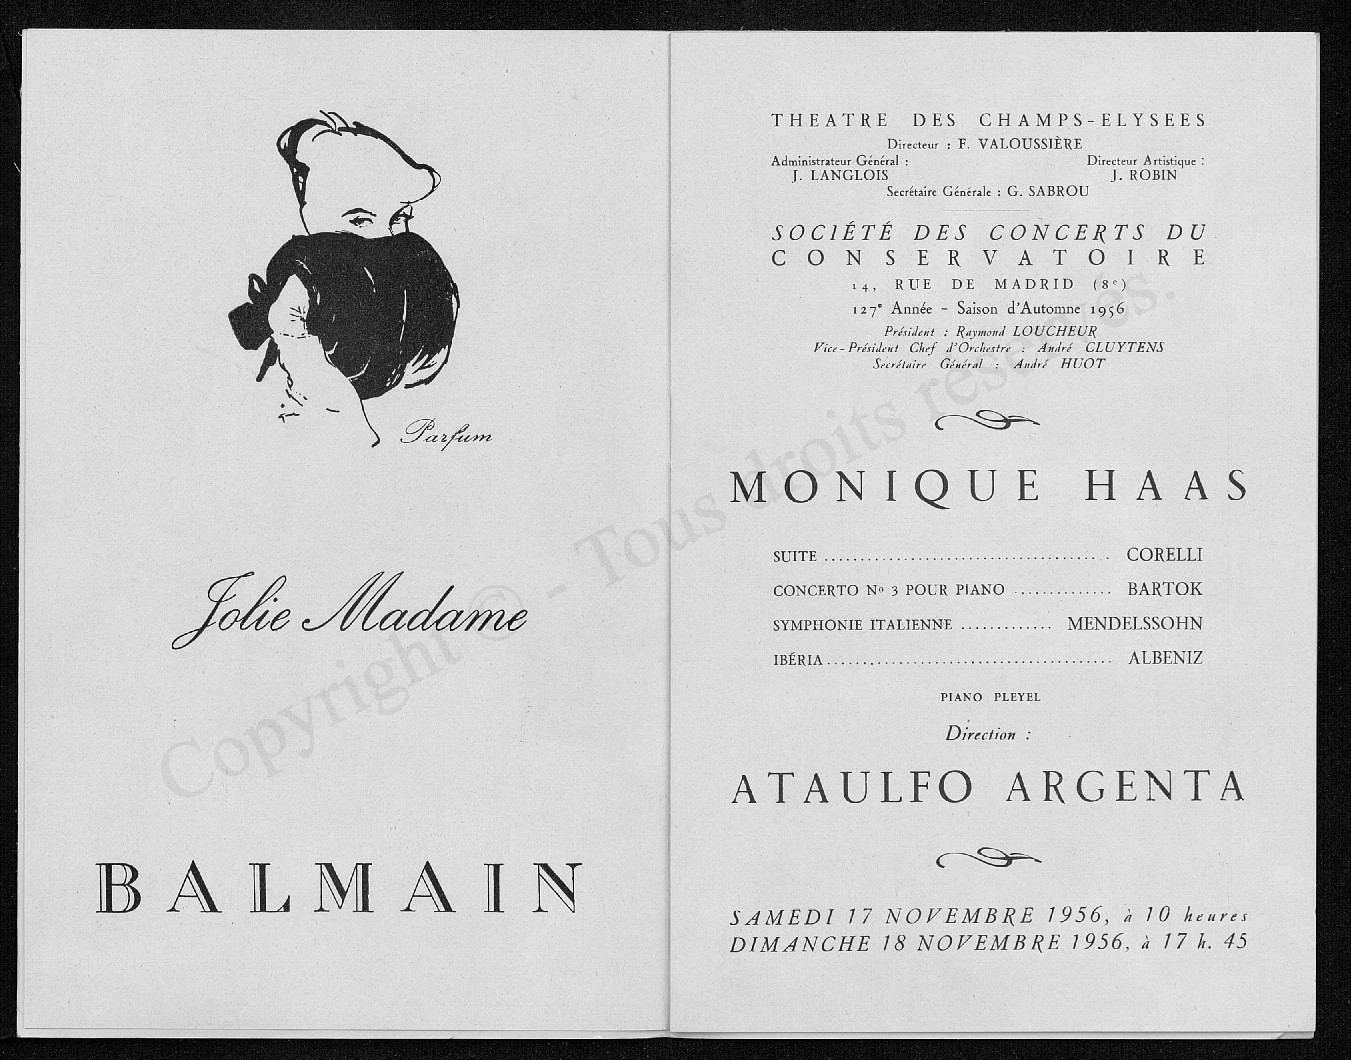 Parfum
Jolie Madame
BALMAIN
THEATRE DES CHAMPS-ELYSEES
Directeur : F. VALOUSSIÈRE
Administrateur Général : Directeur Artistique :
J. LANGLOIS J. ROBIN
Secrétaire Générale : G. SABROU
SOCIÉTÉ DES CONCERTS DU
CONSERVATOIRE
14, RUE DE MADRID (8e)
127e Année - Saison d'Automne 1956
Président : Raymond LOUCHEUR
Vice-Président Chef d'Orchestre : André CLUYTENS
Secrétaire Général : André HUOT
MONIQUE HAAS
SUITE ........................................ CORELLI
CONCERTO No 3 POUR PIANO .............. BARTOK
SYMPHONIE ITALIENNE ............. MENDELSSOHN
IBÉRIA ........................................ ALBENIZ
PIANO PLEYEL
Direction :
ATAULFO ARGENTA
SAMEDI 17 NOVEMBRE 1956, à 10 heures
DIMANCHE 18 NOVEMBRE 1956, à 17 h. 45
Copyright © - Tous droits reservés.